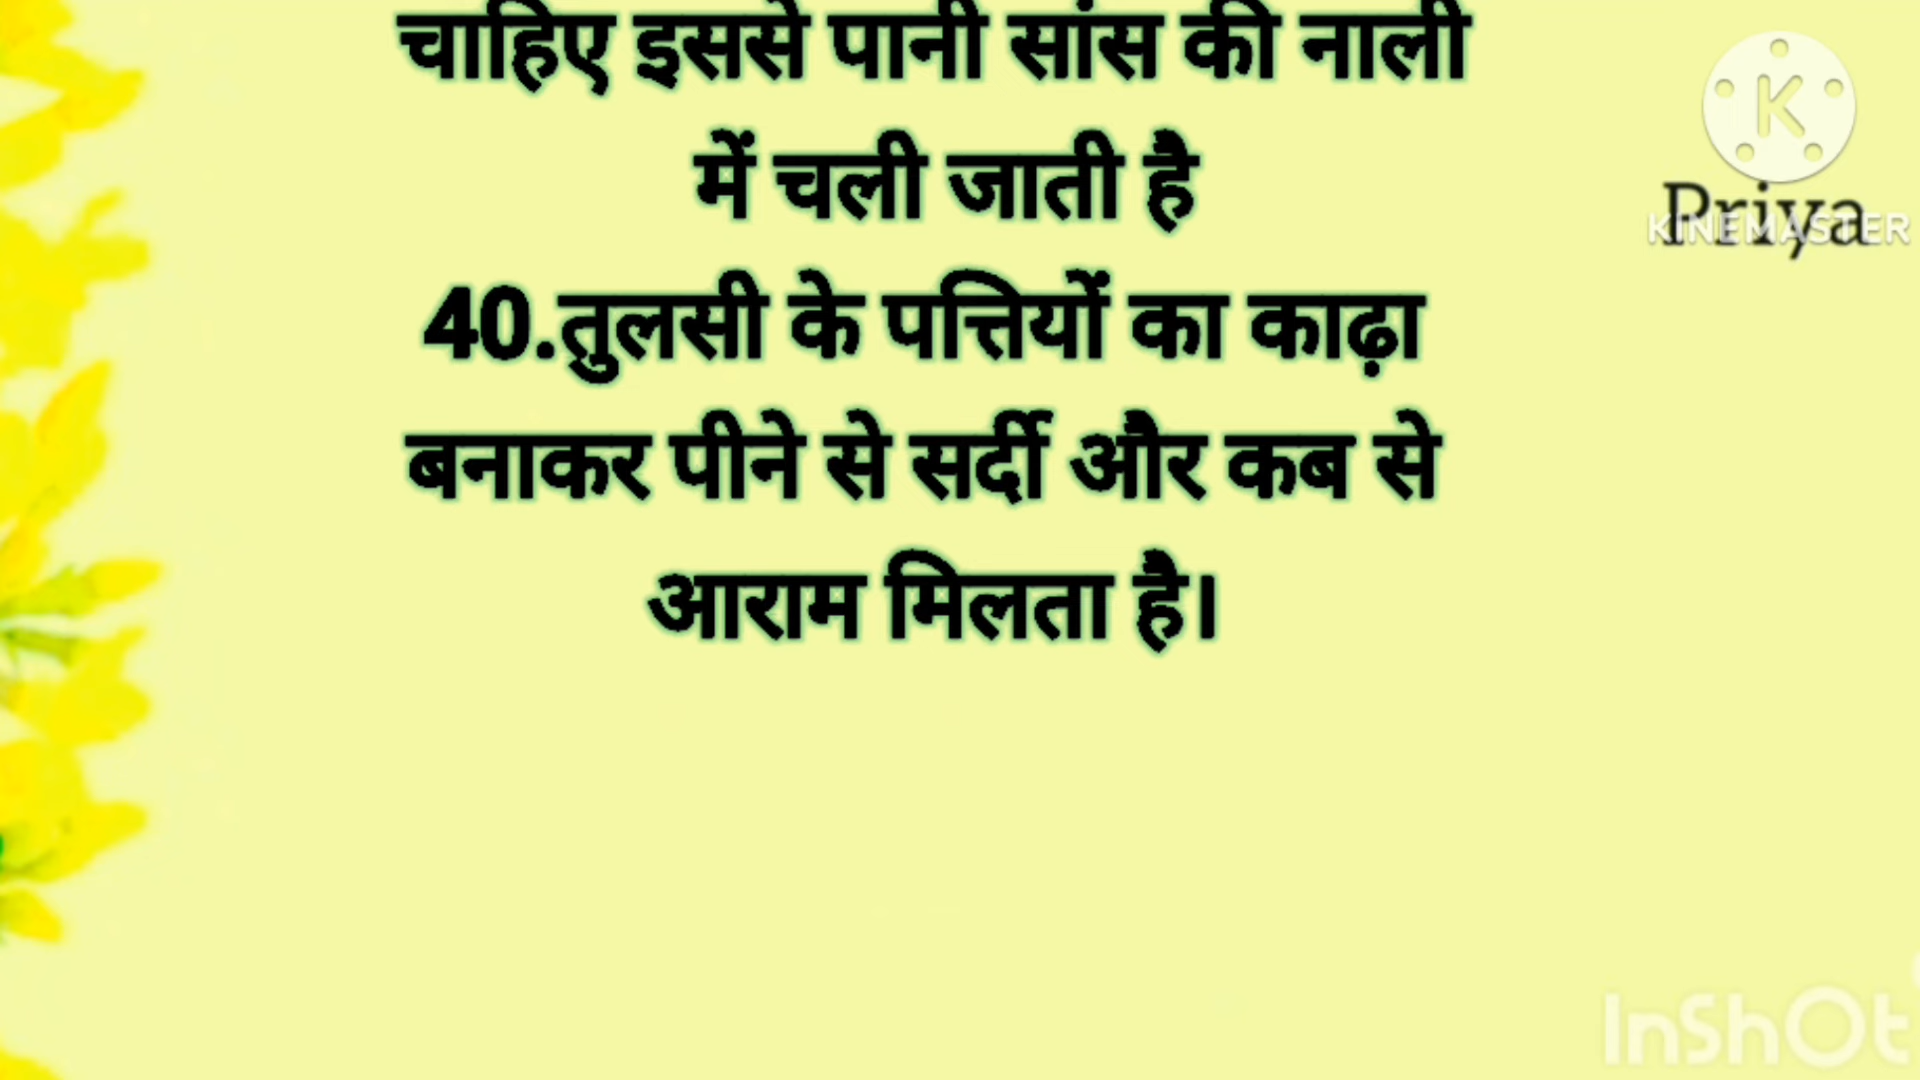 चाहिए इससे पानी सांस की नाली
में चली जाती है
40.तुलसी के पत्तियों का काढ़ा
बनाकर पीने से सर्दी और कब से
आराम मिलता है।
K
Priya
KINEMASTER
InShOt